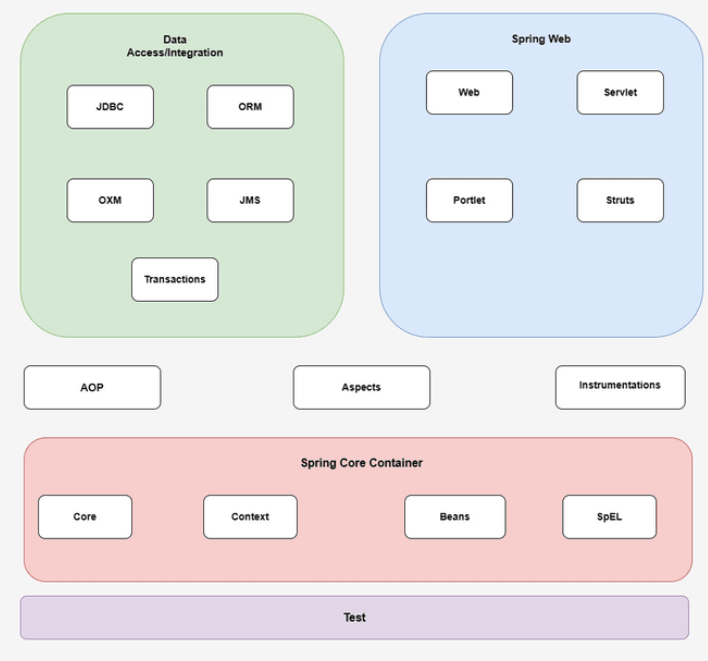 Data
Access/Integration
JDBC
ORM
OXM
JMS
Transactions
Spring Web
Web
Servlet
Portlet
Struts
AOP
Aspects
Instrumentations
Spring Core Container
Core
Context
Beans
SpEL
Test